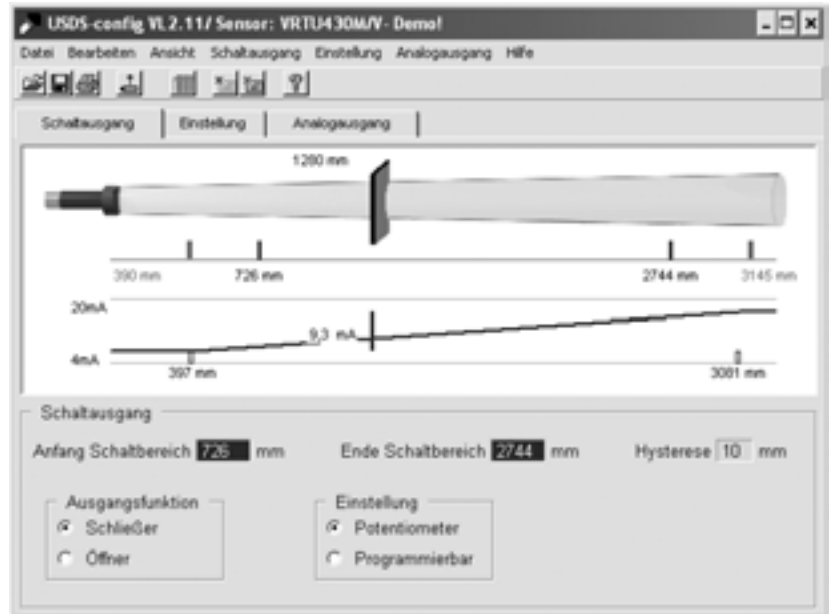 USDS-config VL2.11/ Sensor: VRTU430M/V- Demo!
Datei Bearbeiten Ansicht Schaltausgang Einstellung Analogausgang Hilfe
Schaltausgang Einstellung Analogausgang
1280 mm
390 mm 726 mm 2744 mm 3145 mm
20mA
9,3 mA
4mA
397 mm 3081 mm
Schaltausgang
Anfang Schaltbereich 726 mm Ende Schaltbereich 2744 mm Hysterese 10 mm
Ausgangsfunktion Einstellung
Schließer Potentiometer
Öffner Programmierbar